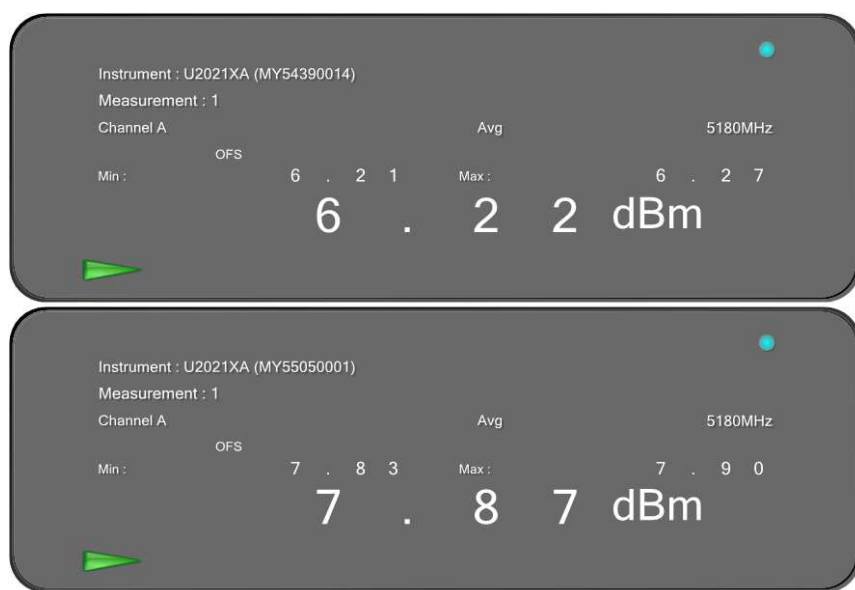 Instrument : U2021XA (MY54390014)
Measurement : 1
Channel A Avg 5180MHz
OFS
Min : 6 . 2 1 Max : 6 . 2 7
6 . 2 2 dBm
Instrument : U2021XA (MY55050001)
Measurement : 1
Channel A Avg 5180MHz
OFS
Min : 7 . 8 3 Max : 7 . 9 0
7 . 8 7 dBm